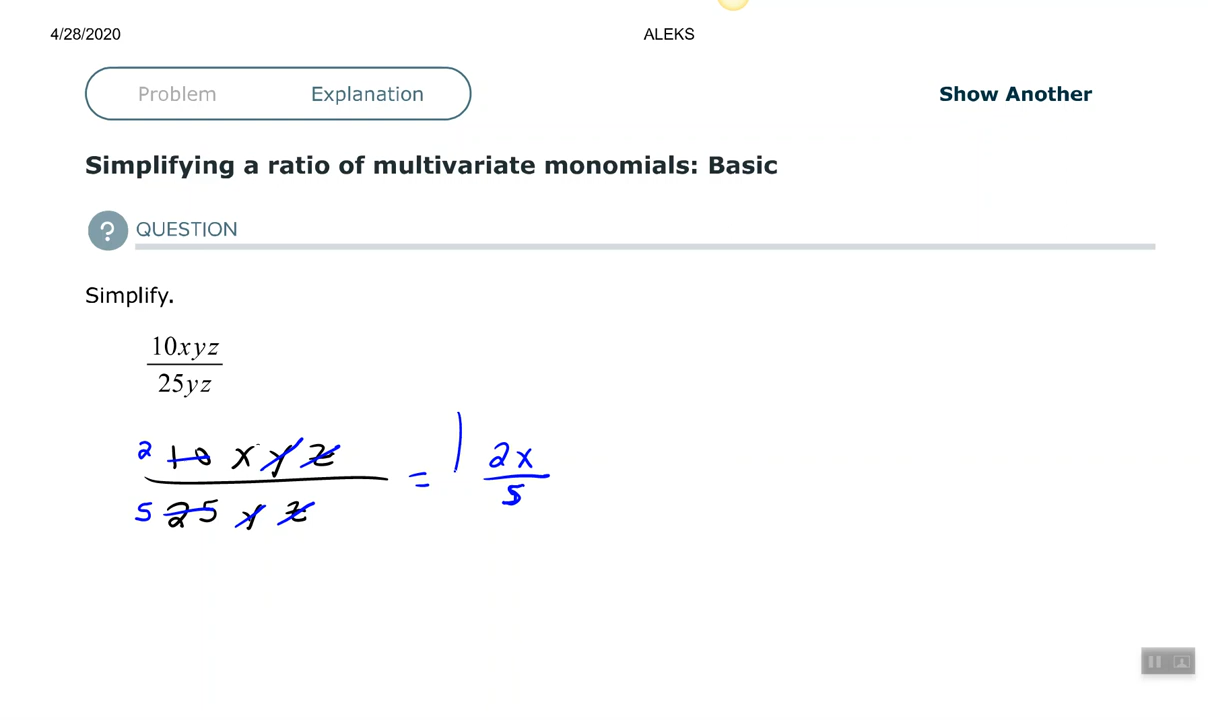 4/28/2020 ALEKS
Problem Explanation Show Another
Simplifying a ratio of multivariate monomials: Basic
? QUESTION
Simplify.
10xyz
25yz
2 10 x y z
= 2x
5 25 y z
5